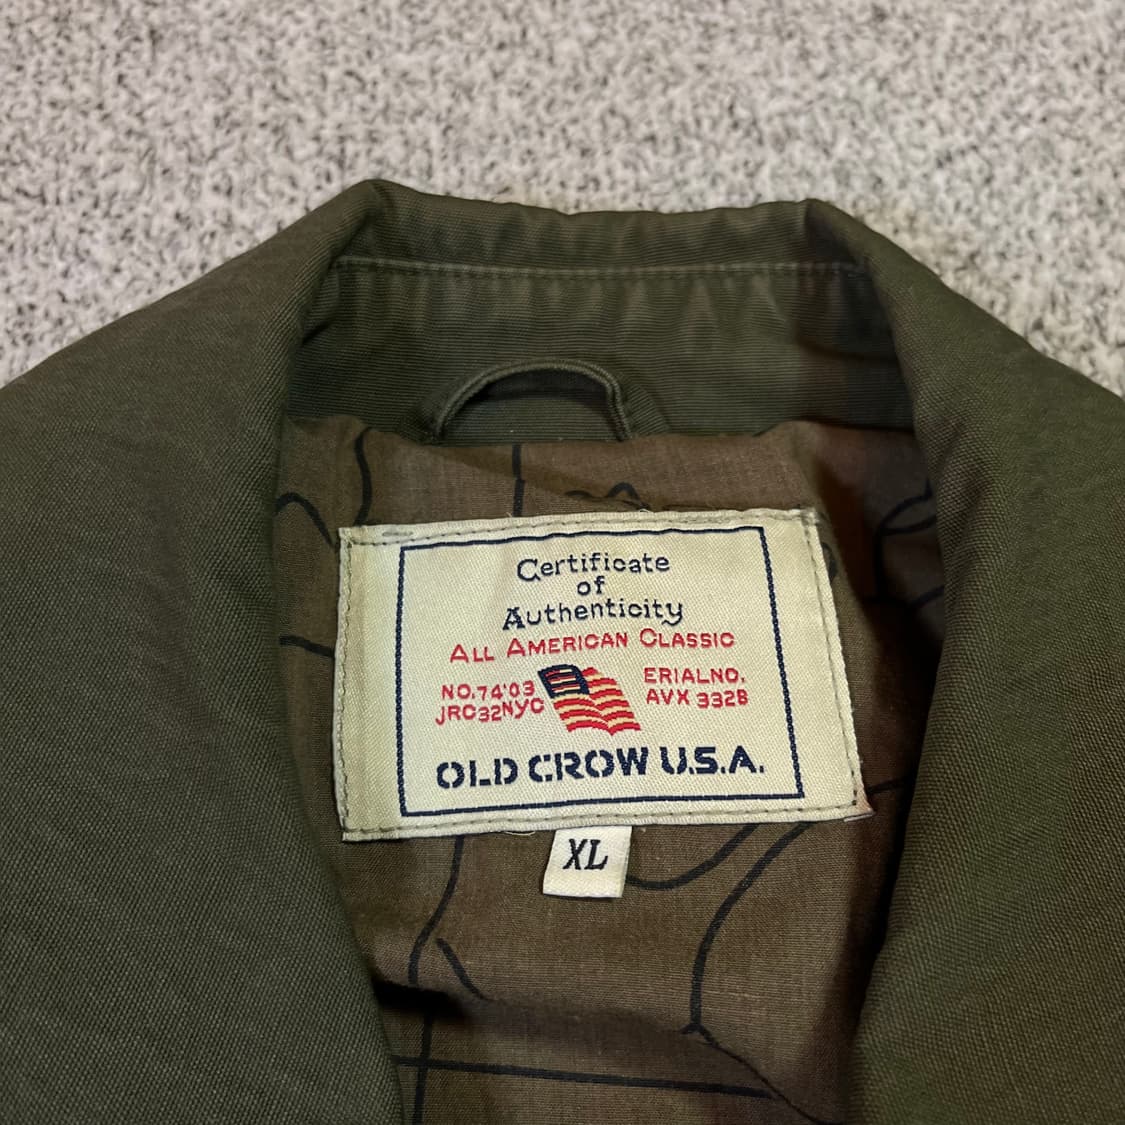 Certificate
of
Authenticity
ALL AMERICAN CLASSIC
NO.74'03
JRC32NYC
ERIALNO.
AVX 332B
OLD CROW U.S.A.
XL